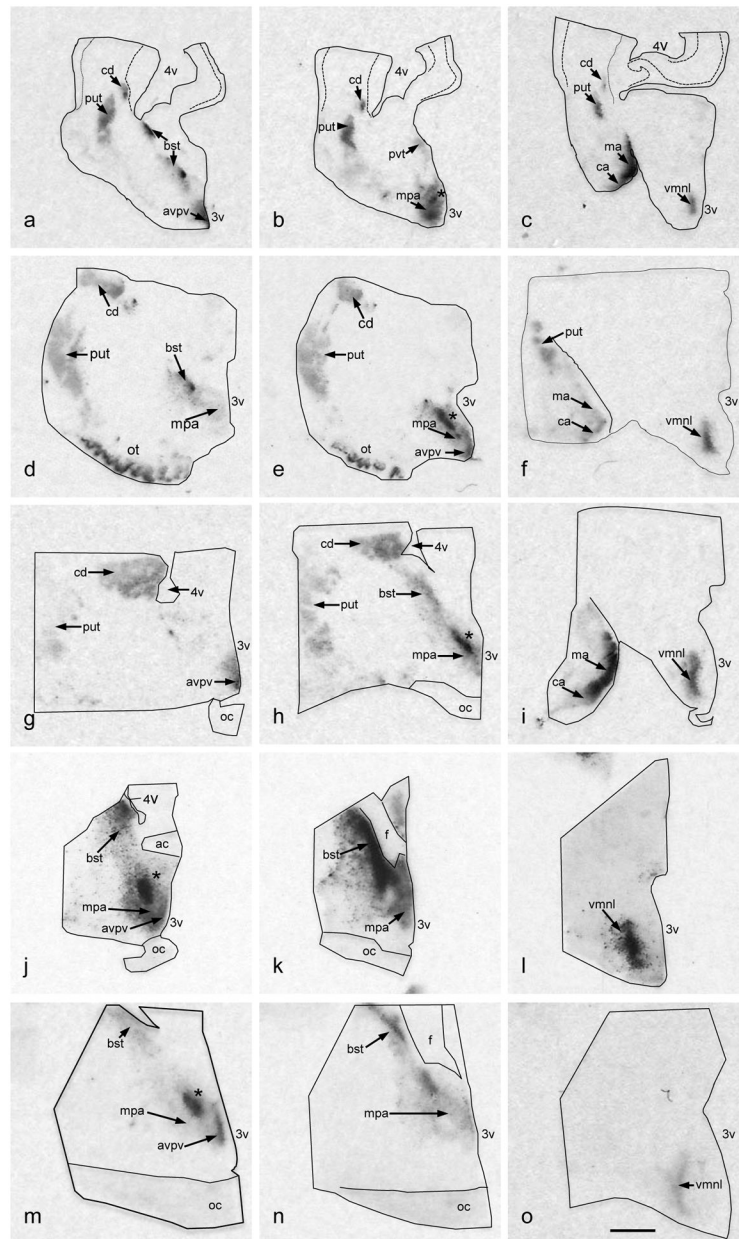 4v
cd
put
bst
avpv
3v
a
4v
cd
put
pvt
*
mpa
3v
b
4V
cd
put
ma
ca
vmnl
3v
c
cd
put
bst
3v
mpa
ot
d
cd
put
3v
*
mpa
avpv
ot
e
put
3v
ma
ca
vmnl
f
cd
4v
put
3v
avpv
oc
g
cd
4v
bst
put
*
3v
mpa
oc
h
3v
ma
vmnl
ca
i
4V
bst
ac
*
mpa
avpv
3v
oc
j
f
bst
3v
mpa
oc
k
vmnl
3v
l
bst
*
mpa
3v
avpv
oc
m
f
bst
mpa
3v
oc
n
3v
vmnl
o